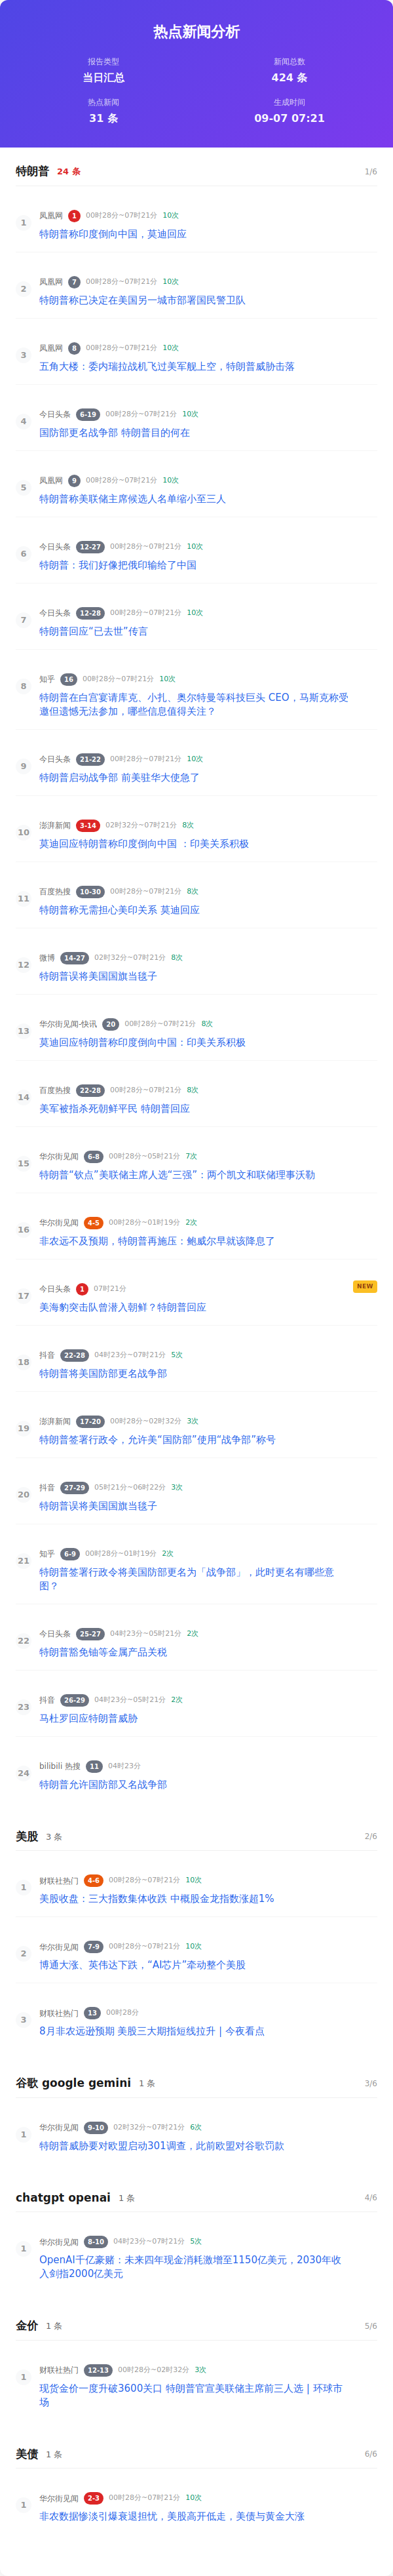 热点新闻分析
报告类型
新闻总数
当日汇总
424 条
热点新闻
生成时间
31 条
09-07 07:21
特朗普 24 条 1/6
1 凤凰网 1 00时28分~07时21分 10次
特朗普称印度倒向中国，莫迪回应
2 凤凰网 7 00时28分~07时21分 10次
特朗普称已决定在美国另一城市部署国民警卫队
3 凤凰网 8 00时28分~07时21分 10次
五角大楼：委内瑞拉战机飞过美军舰上空，特朗普威胁击落
4 今日头条 6-19 00时28分~07时21分 10次
国防部更名战争部 特朗普目的何在
5 凤凰网 9 00时28分~07时21分 10次
特朗普称美联储主席候选人名单缩小至三人
6 今日头条 12-27 00时28分~07时21分 10次
特朗普：我们好像把俄印输给了中国
7 今日头条 12-28 00时28分~07时21分 10次
特朗普回应“已去世”传言
8 知乎 16 00时28分~07时21分 10次
特朗普在白宫宴请库克、小扎、奥尔特曼等科技巨头 CEO，马斯克称受
邀但遗憾无法参加，哪些信息值得关注？
9 今日头条 21-22 00时28分~07时21分 10次
特朗普启动战争部 前美驻华大使急了
10 澎湃新闻 3-14 02时32分~07时21分 8次
莫迪回应特朗普称印度倒向中国 ：印美关系积极
11 百度热搜 10-30 00时28分~07时21分 8次
特朗普称无需担心美印关系 莫迪回应
12 微博 14-27 02时32分~07时21分 8次
特朗普误将美国国旗当毯子
13 华尔街见闻-快讯 20 00时28分~07时21分 8次
莫迪回应特朗普称印度倒向中国：印美关系积极
14 百度热搜 22-28 00时28分~07时21分 8次
美军被指杀死朝鲜平民 特朗普回应
15 华尔街见闻 6-8 00时28分~05时21分 7次
特朗普“钦点”美联储主席人选“三强”：两个凯文和联储理事沃勒
16 华尔街见闻 4-5 00时28分~01时19分 2次
非农远不及预期，特朗普再施压：鲍威尔早就该降息了
17 今日头条 1 07时21分 NEW
美海豹突击队曾潜入朝鲜？特朗普回应
18 抖音 22-28 04时23分~07时21分 5次
特朗普将美国防部更名战争部
19 澎湃新闻 17-20 00时28分~02时32分 3次
特朗普签署行政令，允许美“国防部”使用“战争部”称号
20 抖音 27-29 05时21分~06时22分 3次
特朗普误将美国国旗当毯子
21 知乎 6-9 00时28分~01时19分 2次
特朗普签署行政令将美国防部更名为「战争部」，此时更名有哪些意
图？
22 今日头条 25-27 04时23分~05时21分 2次
特朗普豁免铀等金属产品关税
23 抖音 26-29 04时23分~05时21分 2次
马杜罗回应特朗普威胁
24 bilibili 热搜 11 04时23分
特朗普允许国防部又名战争部
美股 3 条 2/6
1 财联社热门 4-6 00时28分~07时21分 10次
美股收盘：三大指数集体收跌 中概股金龙指数涨超1%
2 华尔街见闻 7-9 00时28分~07时21分 10次
博通大涨、英伟达下跌，“AI芯片”牵动整个美股
3 财联社热门 13 00时28分
8月非农远逊预期 美股三大期指短线拉升 | 今夜看点
谷歌 google gemini 1 条 3/6
1 华尔街见闻 9-10 02时32分~07时21分 6次
特朗普威胁要对欧盟启动301调查，此前欧盟对谷歌罚款
chatgpt openai 1 条 4/6
1 华尔街见闻 8-10 04时23分~07时21分 5次
OpenAI千亿豪赌：未来四年现金消耗激增至1150亿美元，2030年收
入剑指2000亿美元
金价 1 条 5/6
1 财联社热门 12-13 00时28分~02时32分 3次
现货金价一度升破3600关口 特朗普官宣美联储主席前三人选 | 环球市
场
美债 1 条 6/6
1 华尔街见闻 2-3 00时28分~07时21分 10次
非农数据惨淡引爆衰退担忧，美股高开低走，美债与黄金大涨